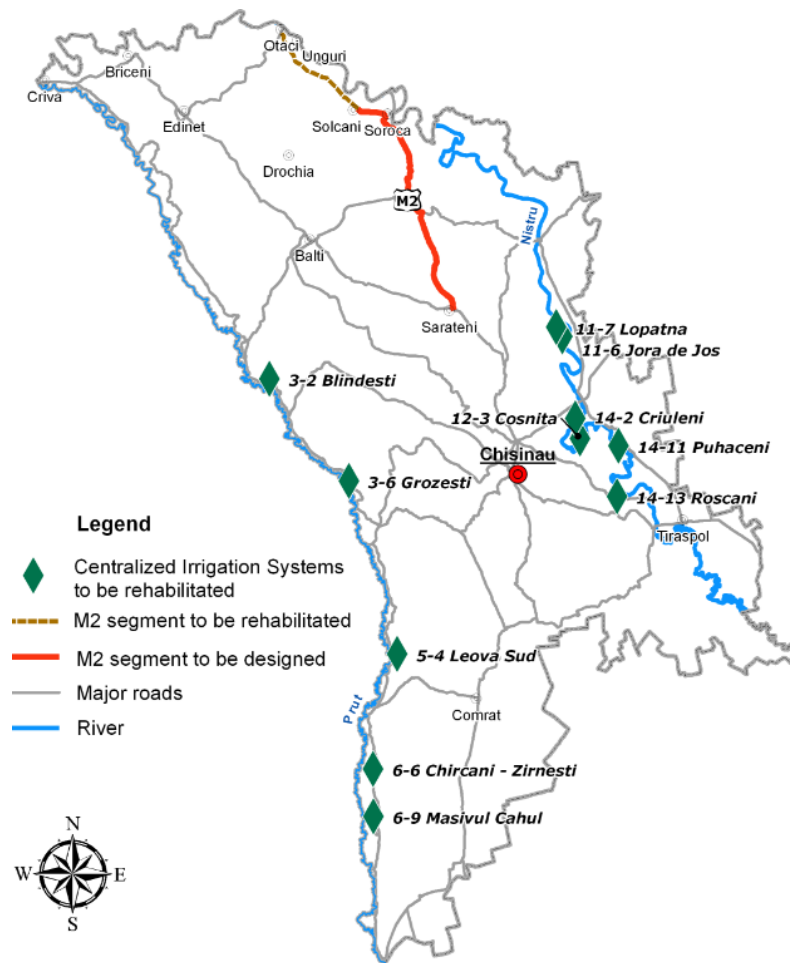 Otaci
Unguri
Briceni
Criva
Edinet
Solcani
Soroca
Drochia
M2
Nistru
Balti
Sarateni
11-7 Lopatna
11-6 Jora de Jos
3-2 Blindesti
12-3 Cosnita
14-2 Criuleni
14-11 Puhaceni
Chisinau
3-6 Grozesti
14-13 Roscani
Tiraspol
Legend
Centralized Irrigation Systems
to be rehabilitated
M2 segment to be rehabilitated
M2 segment to be designed
Major roads
River
5-4 Leova Sud
Prut
Comrat
6-6 Chircani - Zirnesti
6-9 Masivul Cahul
N
W
E
S